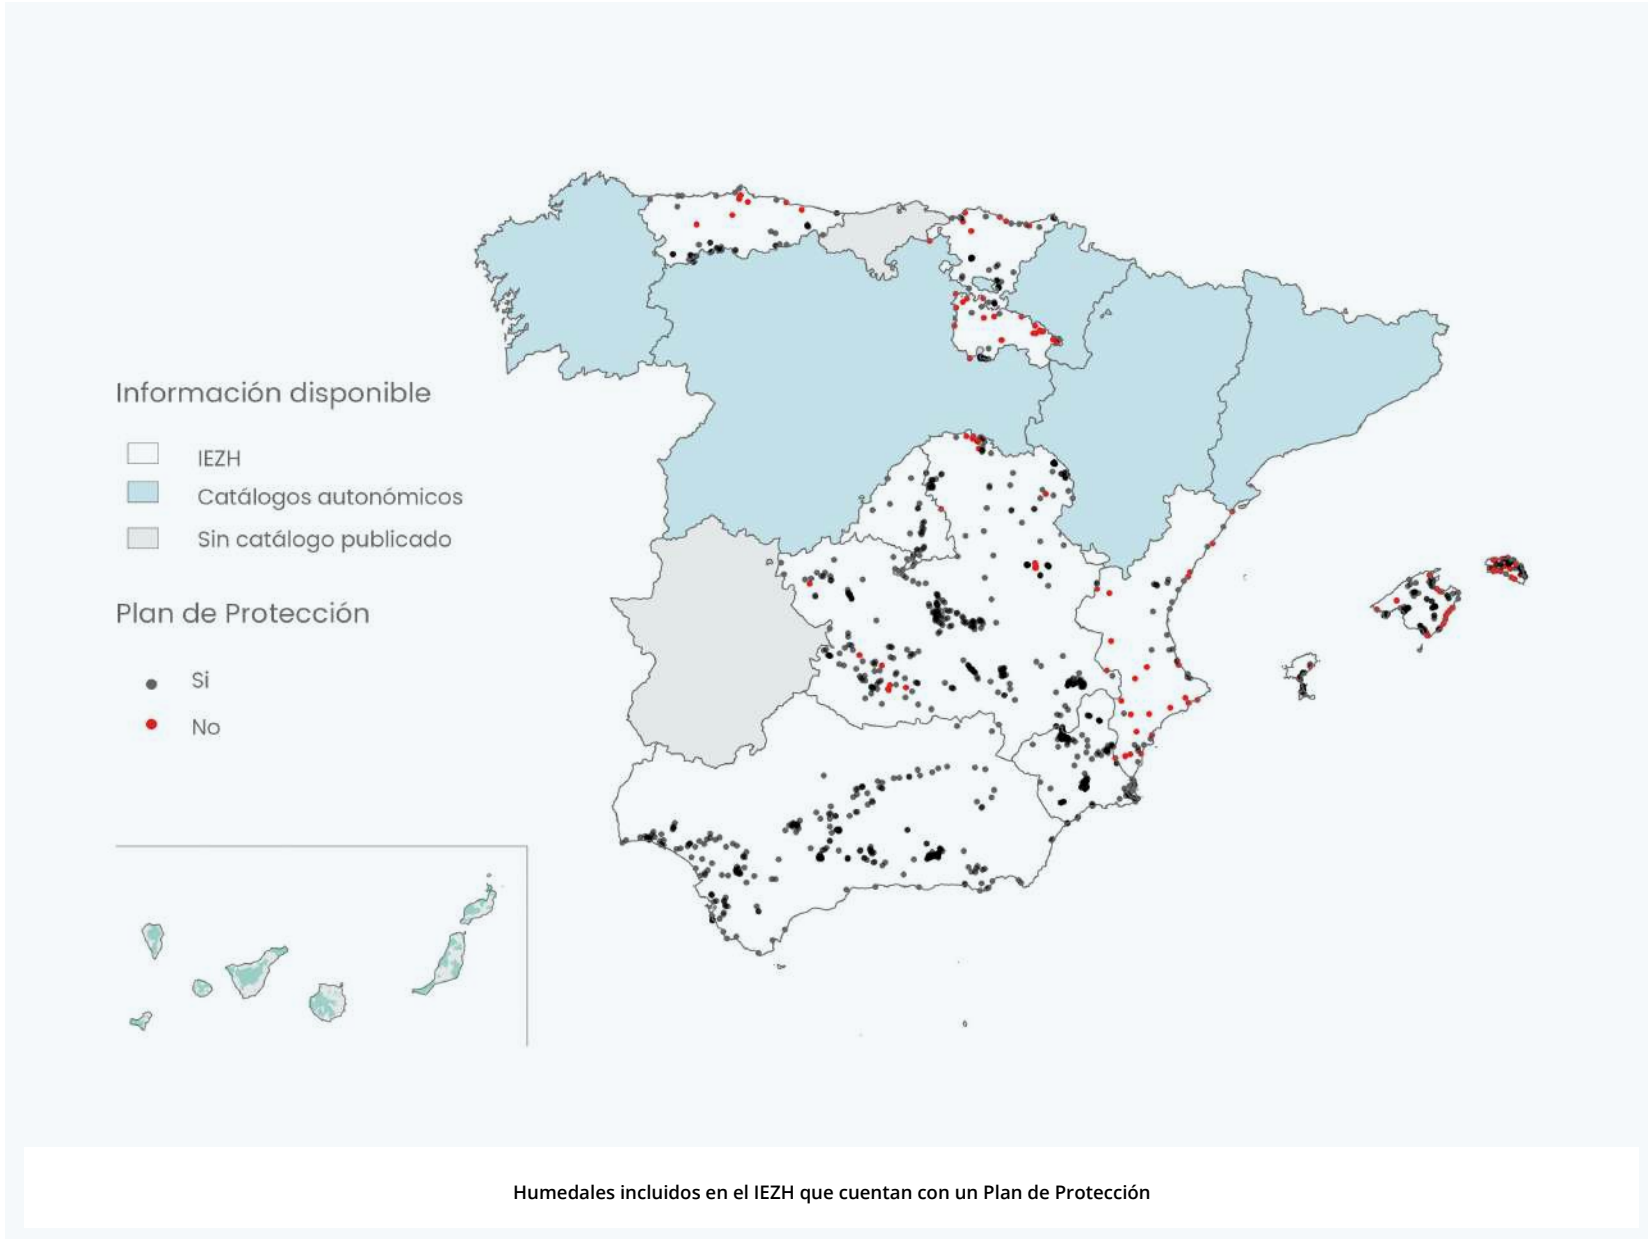 Información disponible
IEZH
Catálogos autonómicos
Sin catálogo publicado
Plan de Protección
Si
No
Humedales incluidos en el IEZH que cuentan con un Plan de Protección